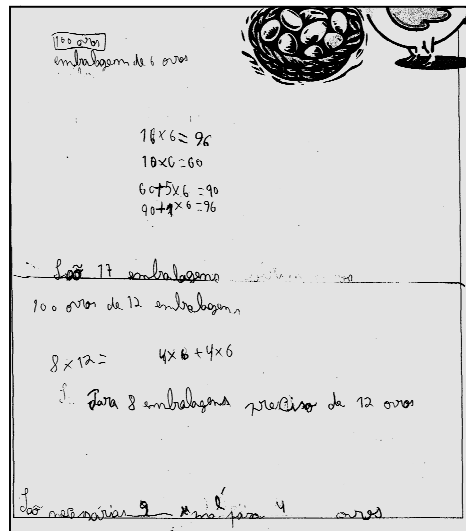 100 ovos
embalagem de 6 ovos
16 x 6 = 96
10 x 6 = 60
60 + 5 x 6 = 90
90 + 1 x 6 = 96
São 17 embalagens
100 ovos de 12 embalagens
8 x 12 = 4 x 6 + 4 x 6
Para 8 embalagens preciso de 12 ovos
São necessárias 9 para 4 ovos